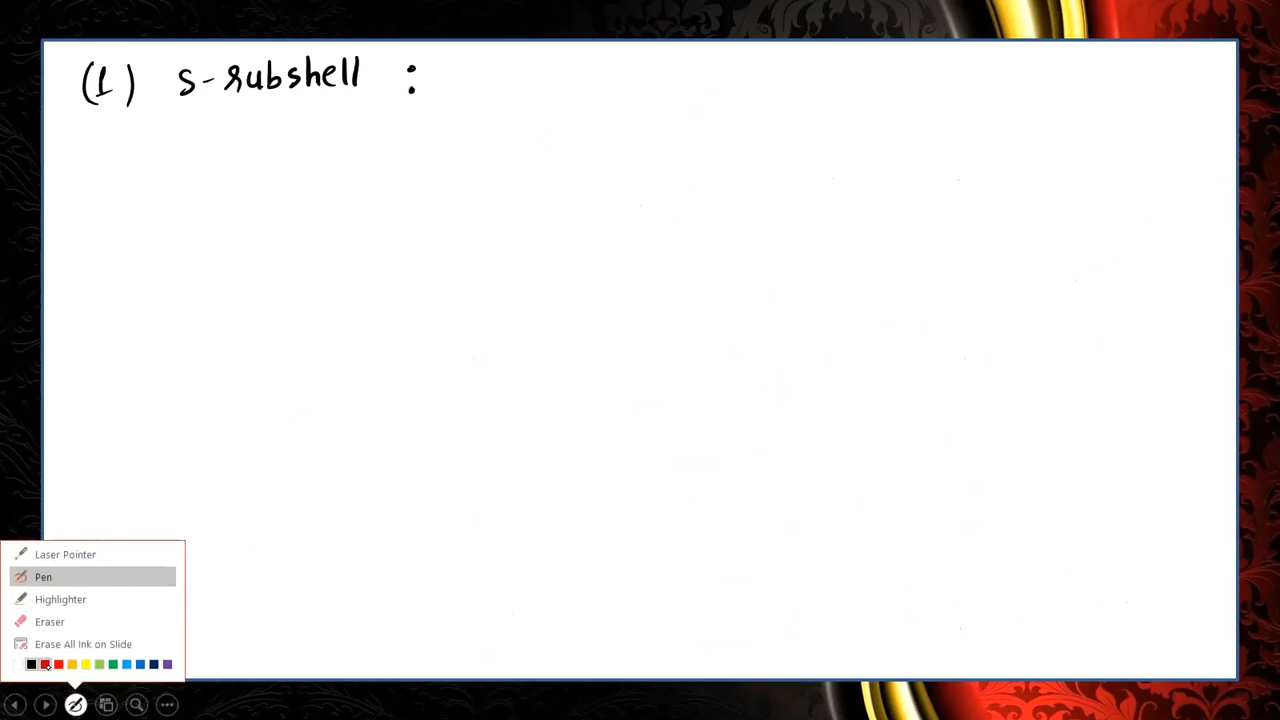 (1) s-subshell :
Laser Pointer
Pen
Highlighter
Eraser
Erase All Ink on Slide